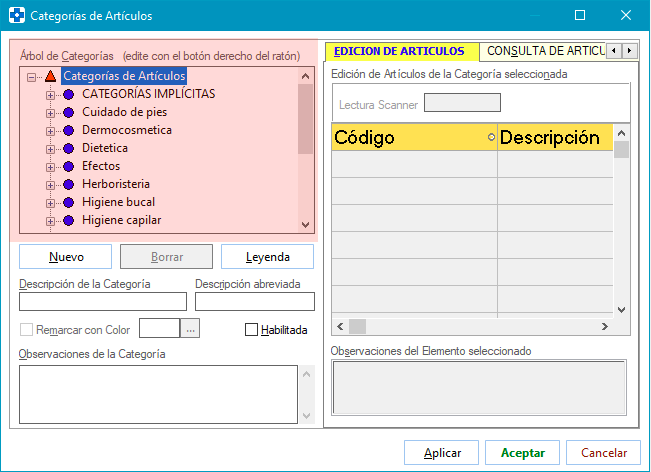 Categorías de Artículos
Árbol de Categorías (edite con el botón derecho del ratón)
Categorías de Artículos
CATEGORÍAS IMPLÍCITAS
Cuidado de pies
Dermocosmetica
Dietetica
Efectos
Herboristeria
Higiene bucal
Higiene capilar
Nuevo
Borrar
Leyenda
Descripción de la Categoría
Descripción abreviada
Remarcar con Color
...
Habilitada
Observaciones de la Categoría
EDICION DE ARTICULOS
CONSULTA DE ARTICU
Edición de Artículos de la Categoría seleccionada
Lectura Scanner
Código
Descripción
Observaciones del Elemento seleccionado
Aplicar
Aceptar
Cancelar